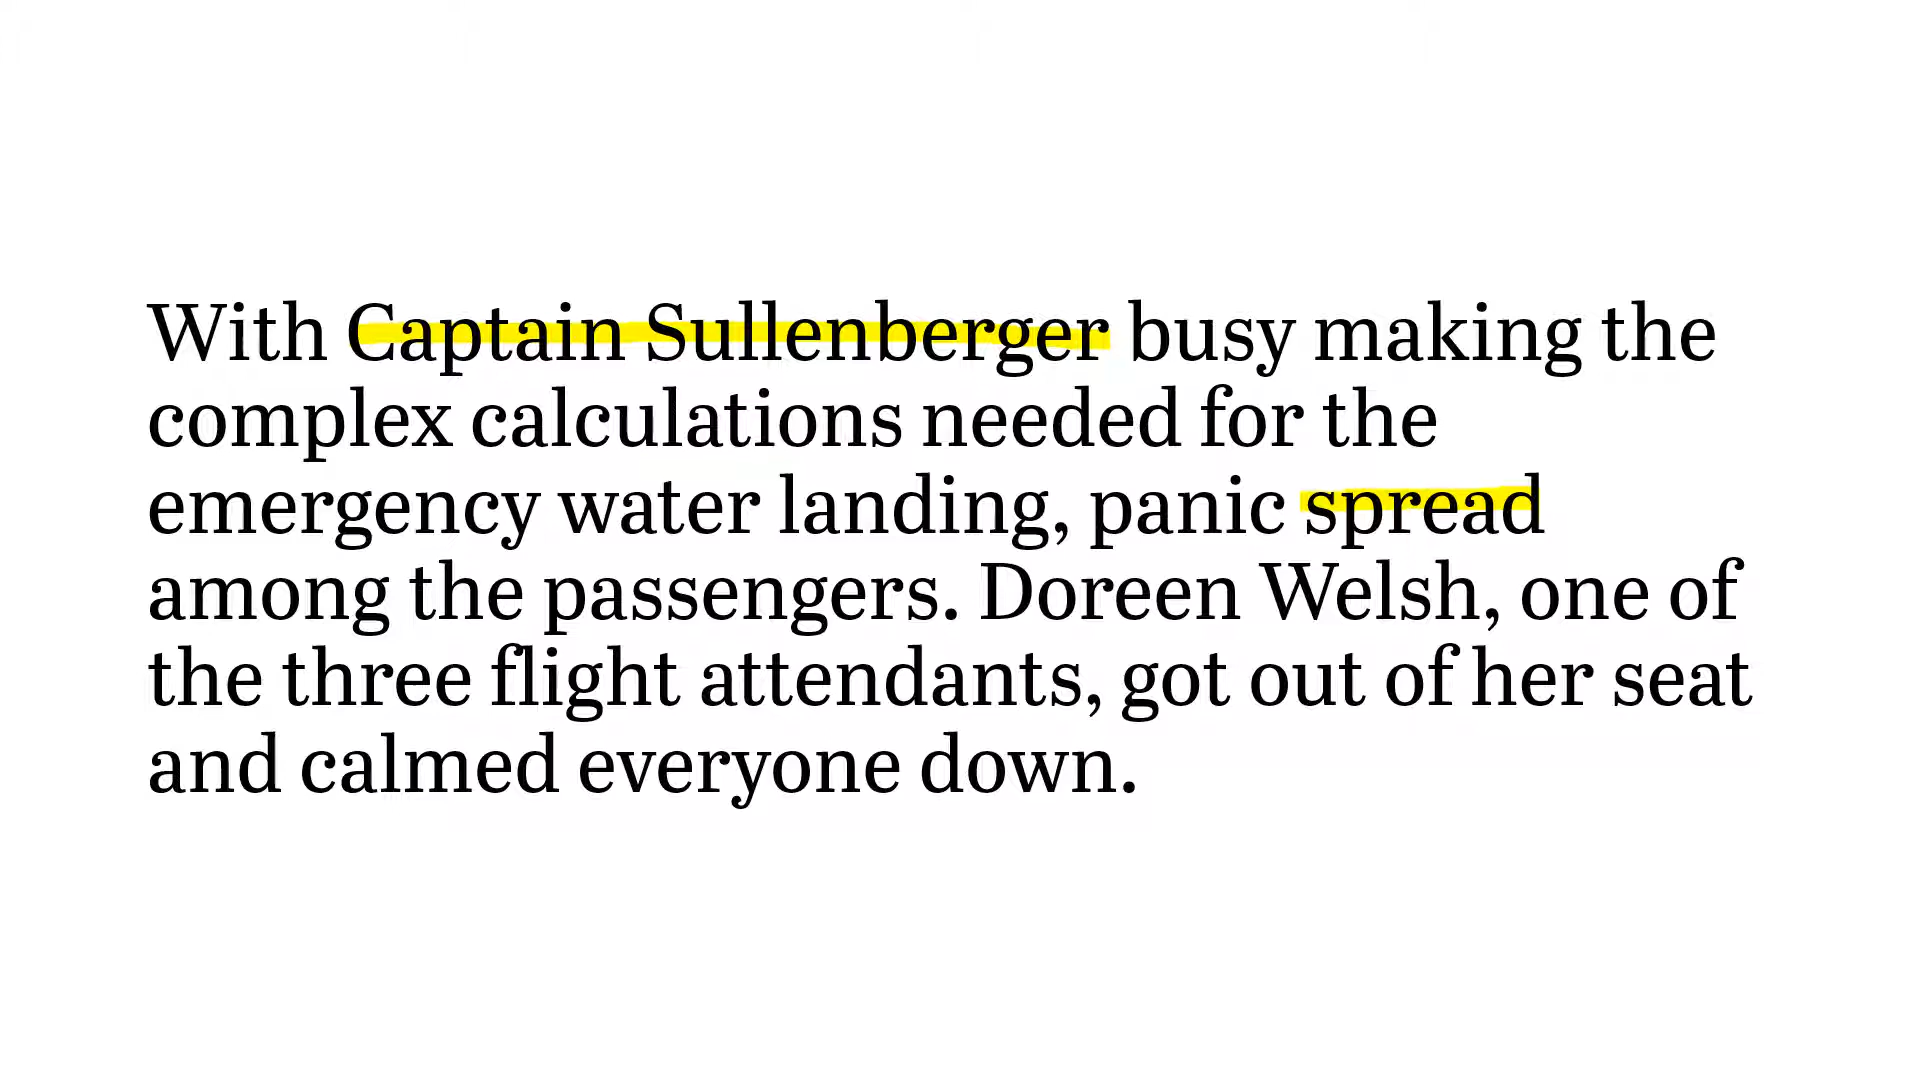 With Captain Sullenberger busy making the
complex calculations needed for the
emergency water landing, panic spread
among the passengers. Doreen Welsh, one of
the three flight attendants, got out of her seat
and calmed everyone down.